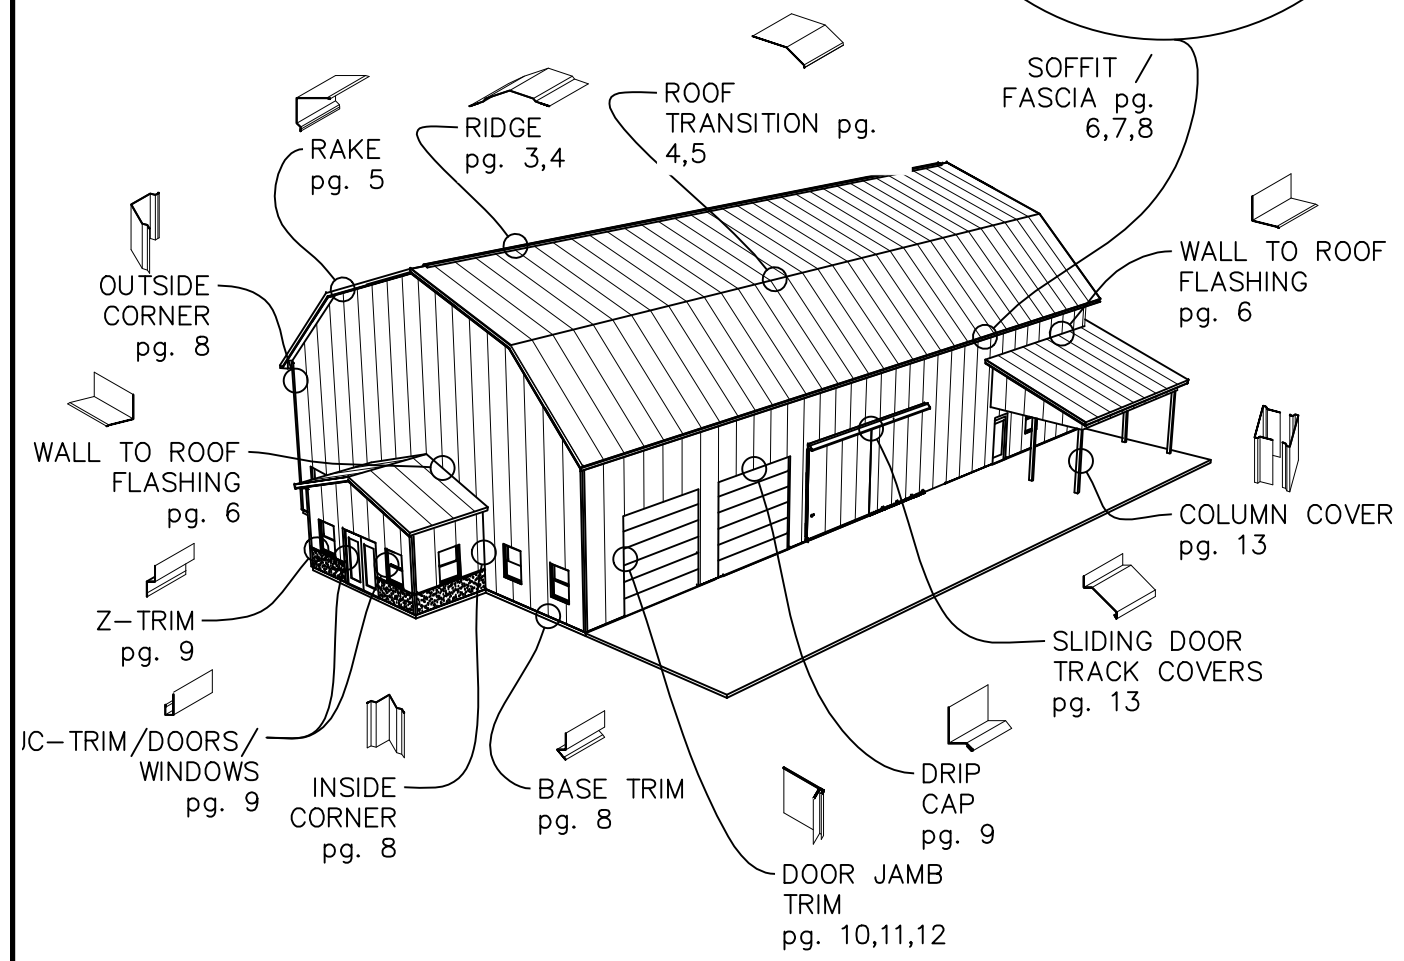 SOFFIT /
FASCIA pg.
6,7,8
ROOF
TRANSITION pg.
4,5
RIDGE
pg. 3,4
RAKE
pg. 5
WALL TO ROOF
FLASHING
pg. 6
OUTSIDE
CORNER
pg. 8
WALL TO ROOF
FLASHING
pg. 6
COLUMN COVER
pg. 13
Z-TRIM
pg. 9
SLIDING DOOR
TRACK COVERS
pg. 13
JC-TRIM/DOORS/
WINDOWS
pg. 9
INSIDE
CORNER
pg. 8
BASE TRIM
pg. 8
DRIP
CAP
pg. 9
DOOR JAMB
TRIM
pg. 10,11,12